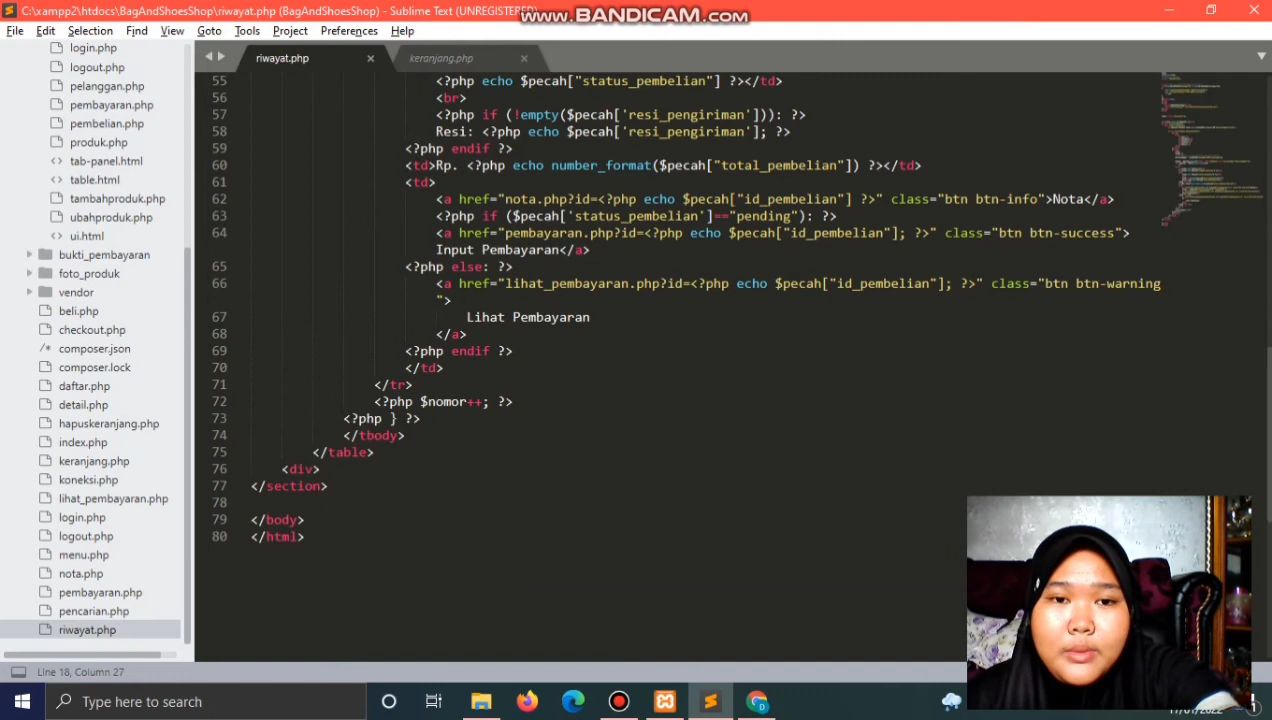 C:\xampp2\htdocs\BagAndShoesShop\riwayat.php (BagAndShoesShop) - Sublime Text (UNREGISTERED)
www.BANDICAM.com
File Edit Selection Find View Goto Tools Project Preferences Help
login.php
logout.php
pelanggan.php
pembayaran.php
pembelian.php
produk.php
tab-panel.html
table.html
tambahproduk.php
ubahproduk.php
ui.html
bukti_pembayaran
foto_produk
vendor
beli.php
checkout.php
composer.json
composer.lock
daftar.php
detail.php
hapuskeranjang.php
index.php
keranjang.php
koneksi.php
lihat_pembayaran.php
login.php
logout.php
menu.php
nota.php
pembayaran.php
pencarian.php
riwayat.php
riwayat.php keranjang.php
55 <?php echo $pecah["status_pembelian"] ?></td>
56 <br>
57 <?php if (!empty($pecah['resi_pengiriman'])): ?>
58 Resi: <?php echo $pecah['resi_pengiriman']; ?>
59 <?php endif ?>
60 <td>Rp. <?php echo number_format($pecah["total_pembelian"]) ?></td>
61 <td>
62 <a href="nota.php?id=<?php echo $pecah["id_pembelian"] ?>" class="btn btn-info">Nota</a>
63 <?php if ($pecah['status_pembelian']=="pending"): ?>
64 <a href="pembayaran.php?id=<?php echo $pecah["id_pembelian"]; ?>" class="btn btn-success">
Input Pembayaran</a>
65 <?php else: ?>
66 <a href="lihat_pembayaran.php?id=<?php echo $pecah["id_pembelian"]; ?>" class="btn btn-warning
">
67 Lihat Pembayaran
68 </a>
69 <?php endif ?>
70 </td>
71 </tr>
72 <?php $nomor++; ?>
73 <?php } ?>
74 </tbody>
75 </table>
76 <div>
77 </section>
78
79 </body>
80 </html>
Line 18, Column 27
Type here to search